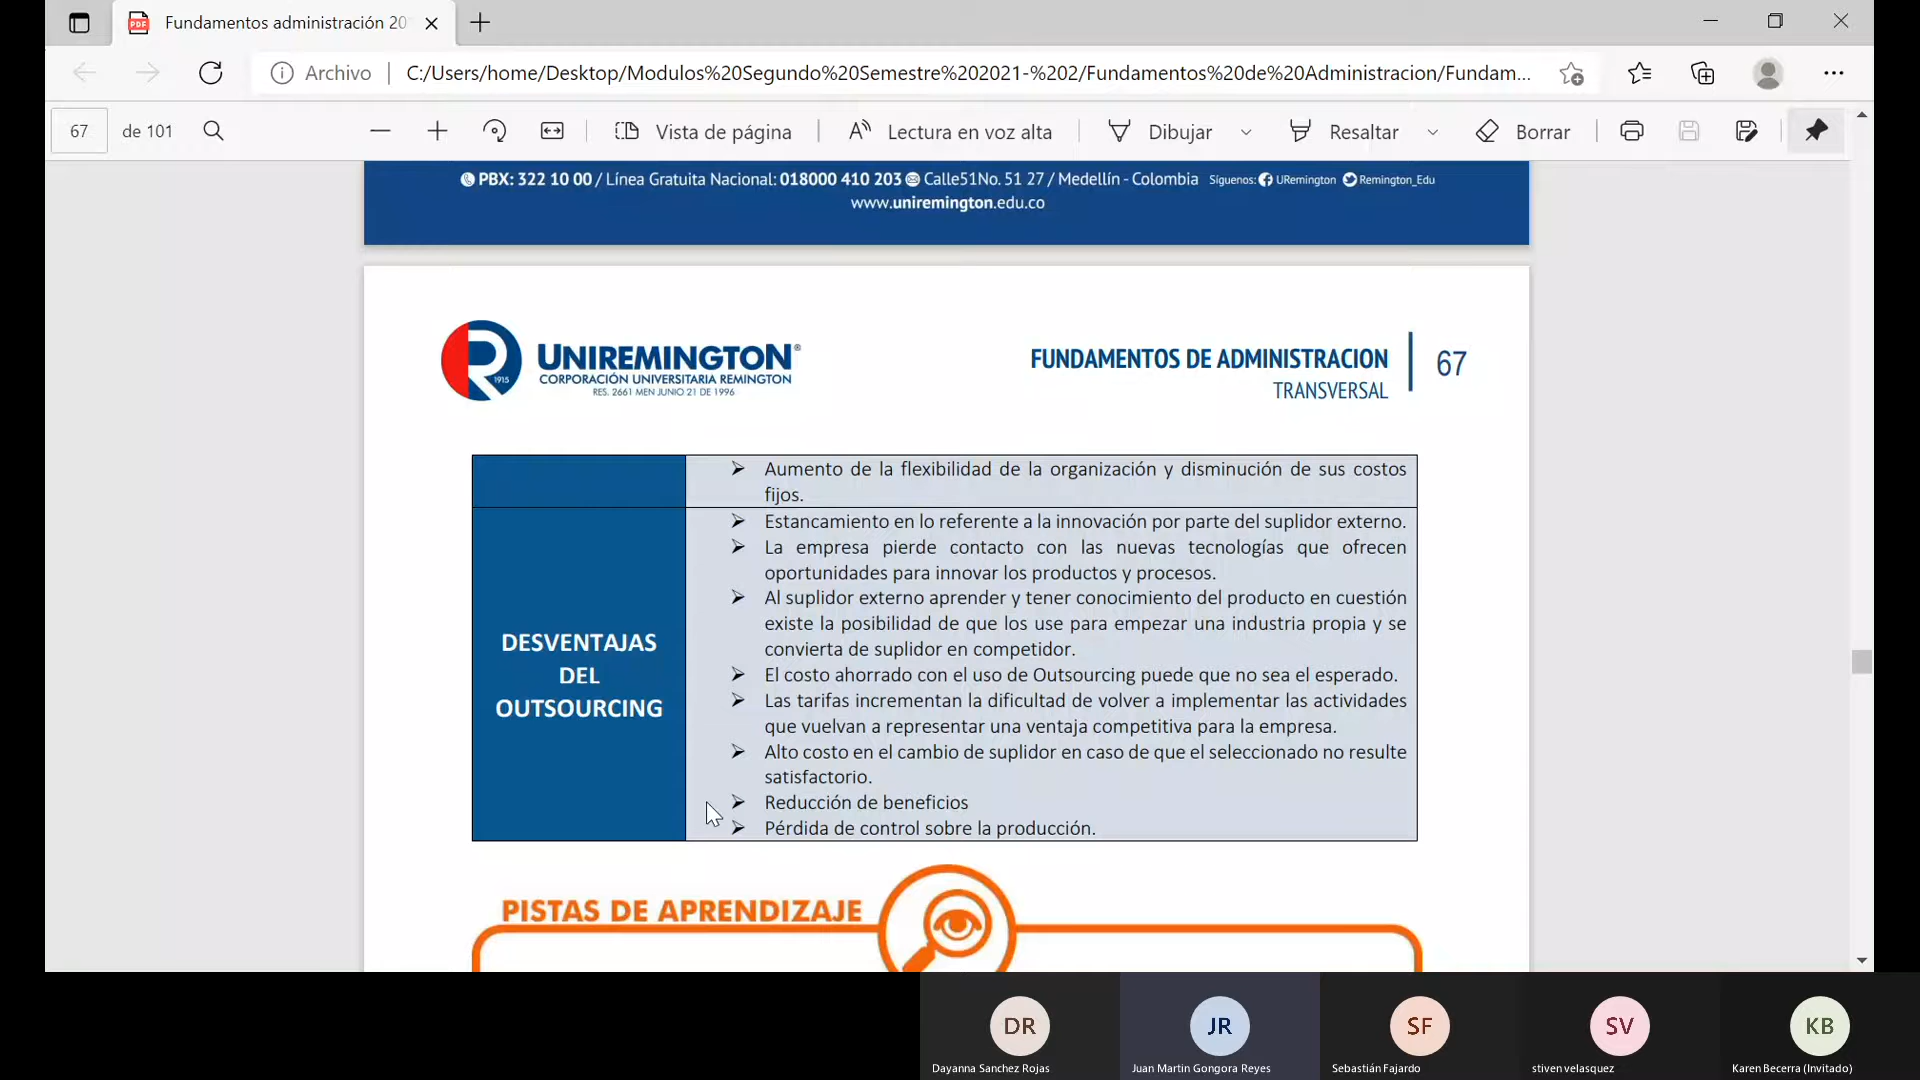 Fundamentos administración 20
Archivo
C:/Users/home/Desktop/Modulos%20Segundo%20Semestre%202021-%202/Fundamentos%20de%20Administracion/Fundam...
67 de 101
Vista de página
Lectura en voz alta
Dibujar
Resaltar
Borrar
PBX: 322 10 00 / Línea Gratuita Nacional: 018000 410 203 Calle51No. 51 27 / Medellín - Colombia Síguenos: URemington Remington_Edu
www.uniremington.edu.co
R
1915
UNIREMINGTON®
CORPORACIÓN UNIVERSITARIA REMINGTON
RES. 2661 MEN JUNIO 21 DE 1996
FUNDAMENTOS DE ADMINISTRACION
TRANSVERSAL
67
➢ Aumento de la flexibilidad de la organización y disminución de sus costos
fijos.
DESVENTAJAS
DEL
OUTSOURCING
➢ Estancamiento en lo referente a la innovación por parte del suplidor externo.
➢ La empresa pierde contacto con las nuevas tecnologías que ofrecen
oportunidades para innovar los productos y procesos.
➢ Al suplidor externo aprender y tener conocimiento del producto en cuestión
existe la posibilidad de que los use para empezar una industria propia y se
convierta de suplidor en competidor.
➢ El costo ahorrado con el uso de Outsourcing puede que no sea el esperado.
➢ Las tarifas incrementan la dificultad de volver a implementar las actividades
que vuelvan a representar una ventaja competitiva para la empresa.
➢ Alto costo en el cambio de suplidor en caso de que el seleccionado no resulte
satisfactorio.
➢ Reducción de beneficios
➢ Pérdida de control sobre la producción.
PISTAS DE APRENDIZAJE
DR
JR
SF
SV
KB
Dayanna Sanchez Rojas
Juan Martin Gongora Reyes
Sebastián Fajardo
stiven velasquez
Karen Becerra (Invitado)